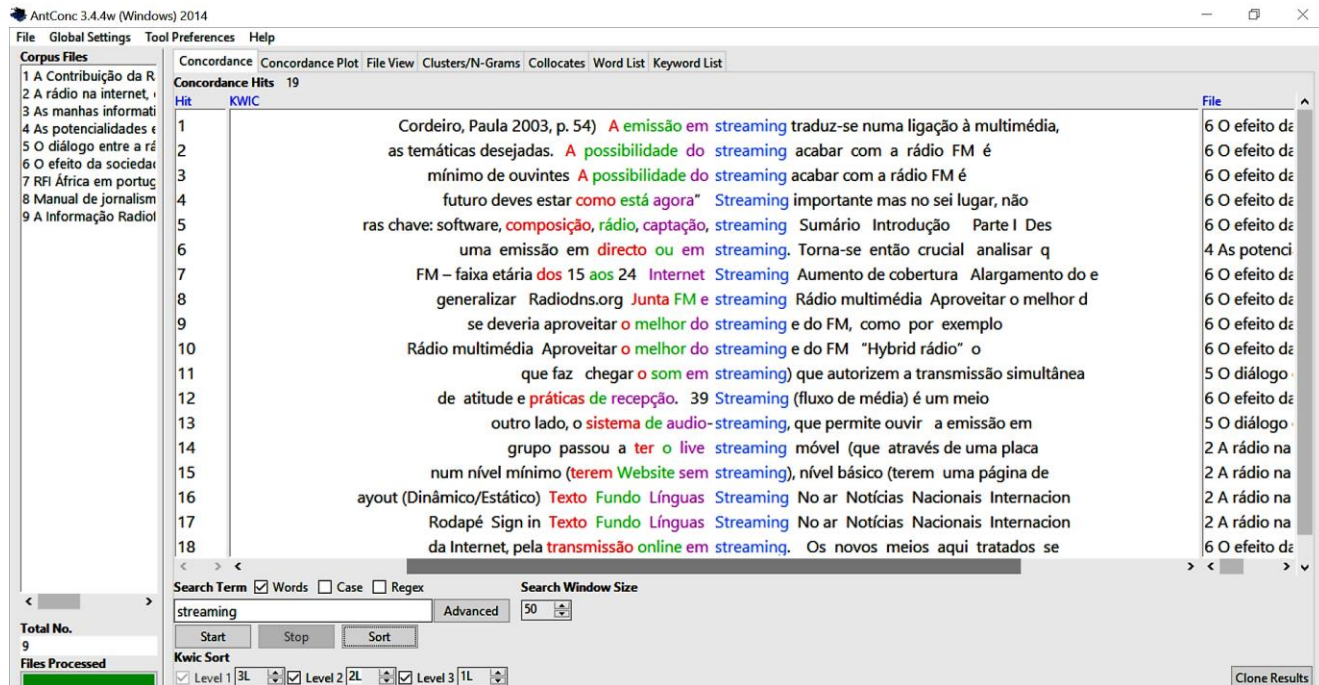 AntConc 3.4.4w (Windows) 2014
File Global Settings Tool Preferences Help
Corpus Files
1 A Contribuição da R
2 A rádio na internet,
3 As manhas informati
4 As potencialidades e
5 O diálogo entre a rá
6 O efeito da sociedad
7 RFI África em portug
8 Manual de jornalism
9 A Informação Radiof
Total No.
9
Files Processed
Concordance Concordance Plot File View Clusters/N-Grams Collocates Word List Keyword List
Concordance Hits 19
Hit KWIC File
1 Cordeiro, Paula 2003, p. 54) A emissão em streaming traduz-se numa ligação à multimédia, 6 O efeito da
2 as temáticas desejadas. A possibilidade do streaming acabar com a rádio FM é 6 O efeito da
3 mínimo de ouvintes A possibilidade do streaming acabar com a rádio FM é 6 O efeito da
4 futuro deves estar como está agora” Streaming importante mas no sei lugar, não 6 O efeito da
5 ras chave: software, composição, rádio, captação, streaming Sumário Introdução Parte I Des 6 O efeito da
6 uma emissão em directo ou em streaming. Torna-se então crucial analisar q 4 As potenci
7 FM – faixa etária dos 15 aos 24 Internet Streaming Aumento de cobertura Alargamento do e 6 O efeito da
8 generalizar Radiodns.org Junta FM e streaming Rádio multimédia Aproveitar o melhor d 6 O efeito da
9 se deveria aproveitar o melhor do streaming e do FM, como por exemplo 6 O efeito da
10 Rádio multimédia Aproveitar o melhor do streaming e do FM “Hybrid rádio” o 6 O efeito da
11 que faz chegar o som em streaming) que autorizem a transmissão simultânea 5 O diálogo
12 de atitude e práticas de recepção. 39 Streaming (fluxo de média) é um meio 6 O efeito da
13 outro lado, o sistema de audio-streaming, que permite ouvir a emissão em 5 O diálogo
14 grupo passou a ter o live streaming móvel (que através de uma placa 2 A rádio na
15 num nível mínimo (terem Website sem streaming), nível básico (terem uma página de 2 A rádio na
16 ayout (Dinâmico/Estático) Texto Fundo Línguas Streaming No ar Notícias Nacionais Internacion 2 A rádio na
17 Rodapé Sign in Texto Fundo Línguas Streaming No ar Notícias Nacionais Internacion 2 A rádio na
18 da Internet, pela transmissão online em streaming. Os novos meios aqui tratados se 6 O efeito da
Search Term Words Case Regex Search Window Size
streaming Advanced 50
Start Stop Sort
Kwic Sort
Level 1 3L Level 2 2L Level 3 1L Clone Results